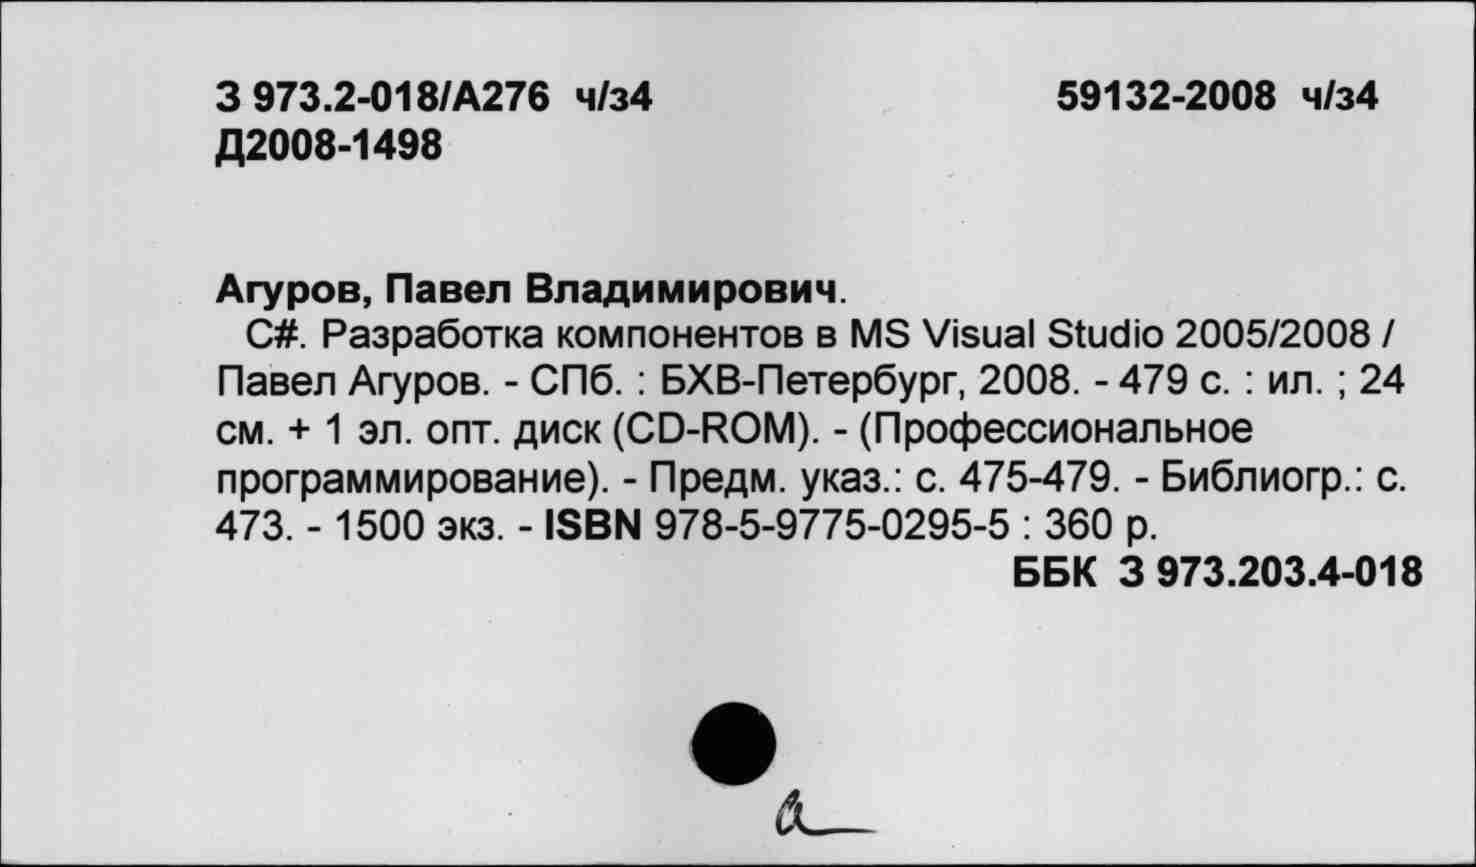 З 973.2-018/А276 ч/з4 59132-2008 ч/з4
Д2008-1498
Агуров, Павел Владимирович.
С#. Разработка компонентов в MS Visual Studio 2005/2008 /
Павел Агуров. - СПб. : БХВ-Петербург, 2008. - 479 с. : ил. ; 24
см. + 1 эл. опт. диск (CD-ROM). - (Профессиональное
программирование). - Предм. указ.: с. 475-479. - Библиогр.: с.
473. - 1500 экз. - ISBN 978-5-9775-0295-5 : 360 р.
ББК З 973.203.4-018
а